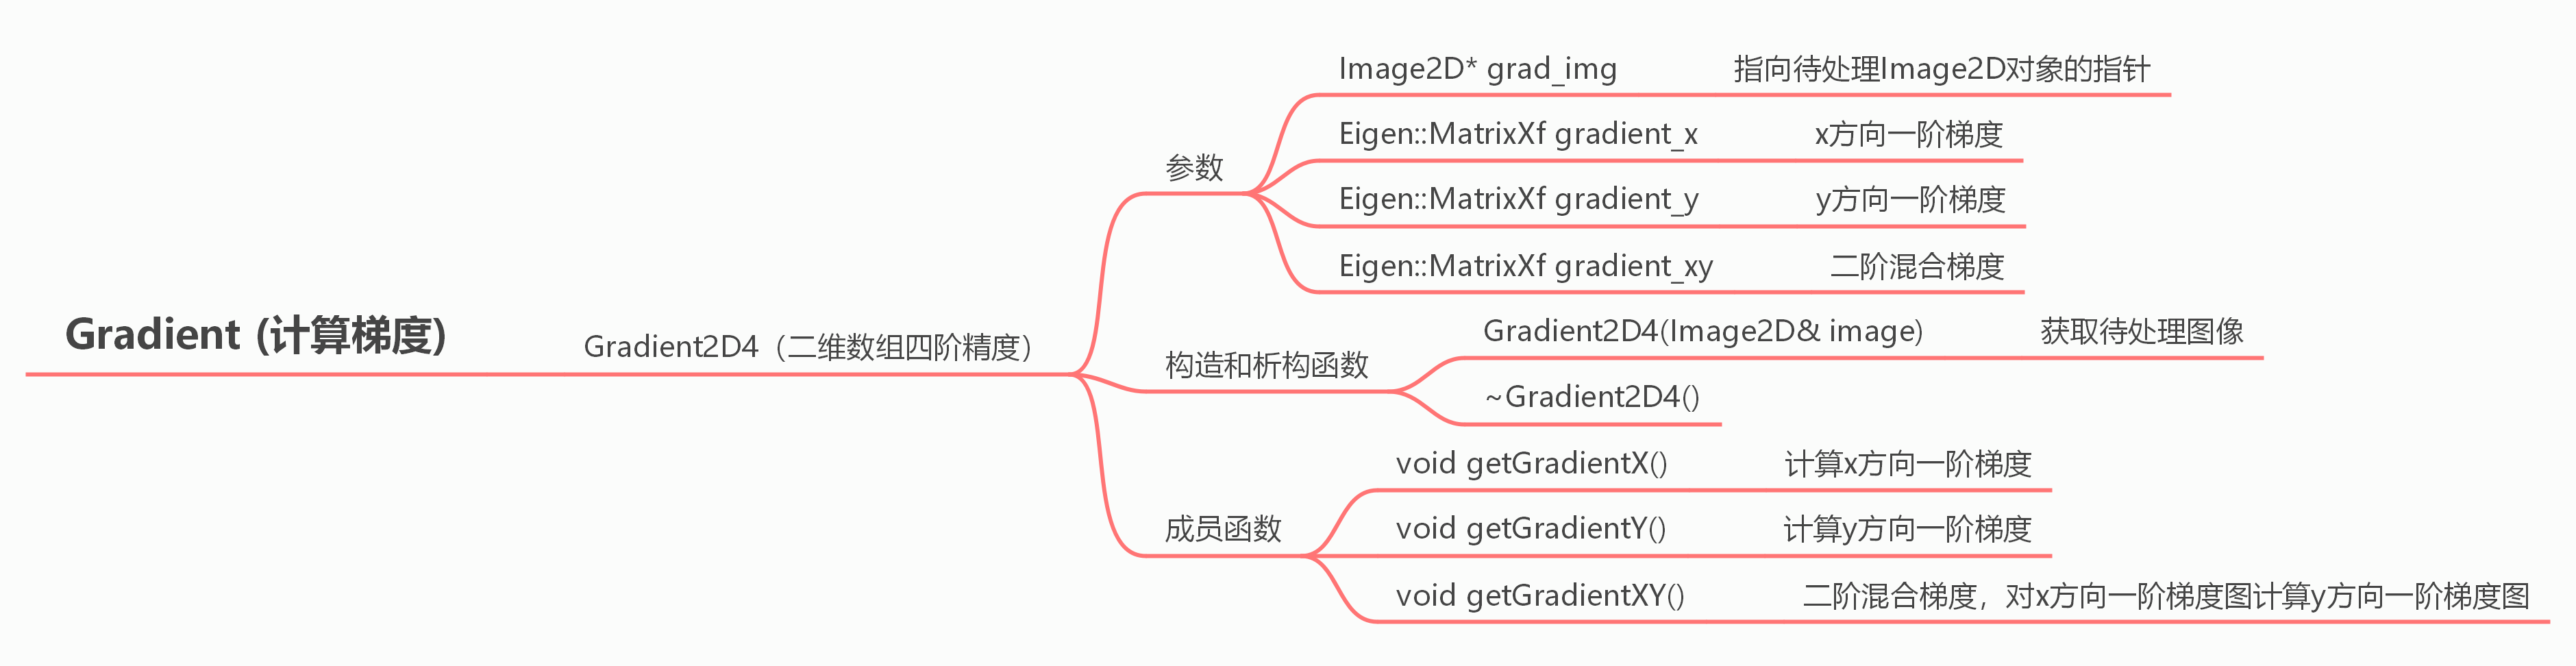 Gradient (计算梯度)
Gradient2D4（二维数组四阶精度）
参数
Image2D* grad_img 指向待处理Image2D对象的指针
Eigen::MatrixXf gradient_x x方向一阶梯度
Eigen::MatrixXf gradient_y y方向一阶梯度
Eigen::MatrixXf gradient_xy 二阶混合梯度
构造和析构函数
Gradient2D4(Image2D& image) 获取待处理图像
~Gradient2D4()
成员函数
void getGradientX() 计算x方向一阶梯度
void getGradientY() 计算y方向一阶梯度
void getGradientXY() 二阶混合梯度，对x方向一阶梯度图计算y方向一阶梯度图